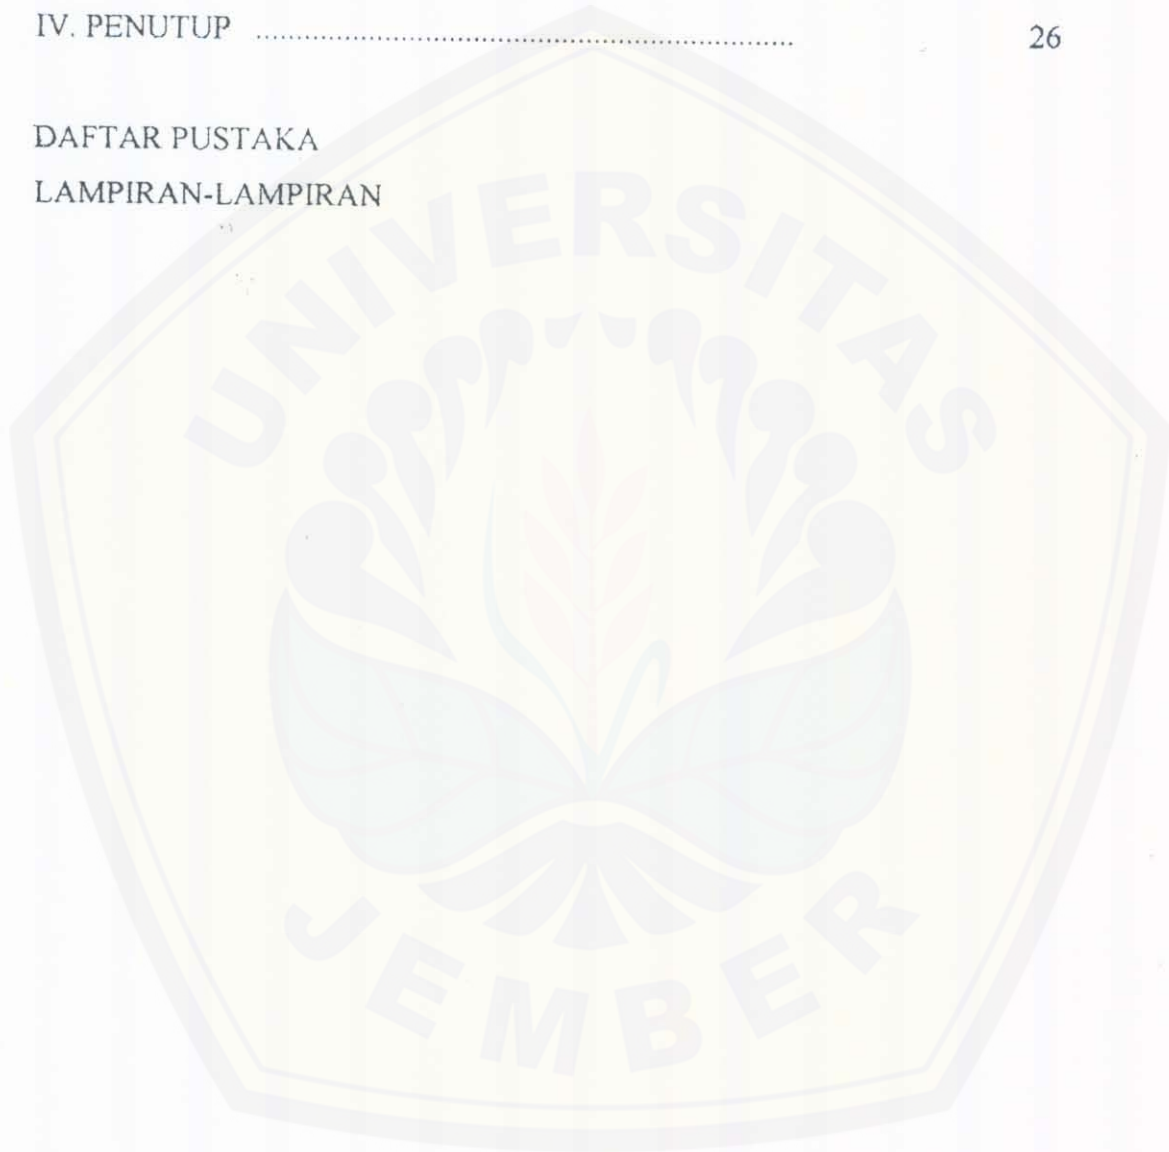 IV. PENUTUP ............................................................... 26
DAFTAR PUSTAKA
LAMPIRAN-LAMPIRAN
UNIVERSITAS
JEMBER